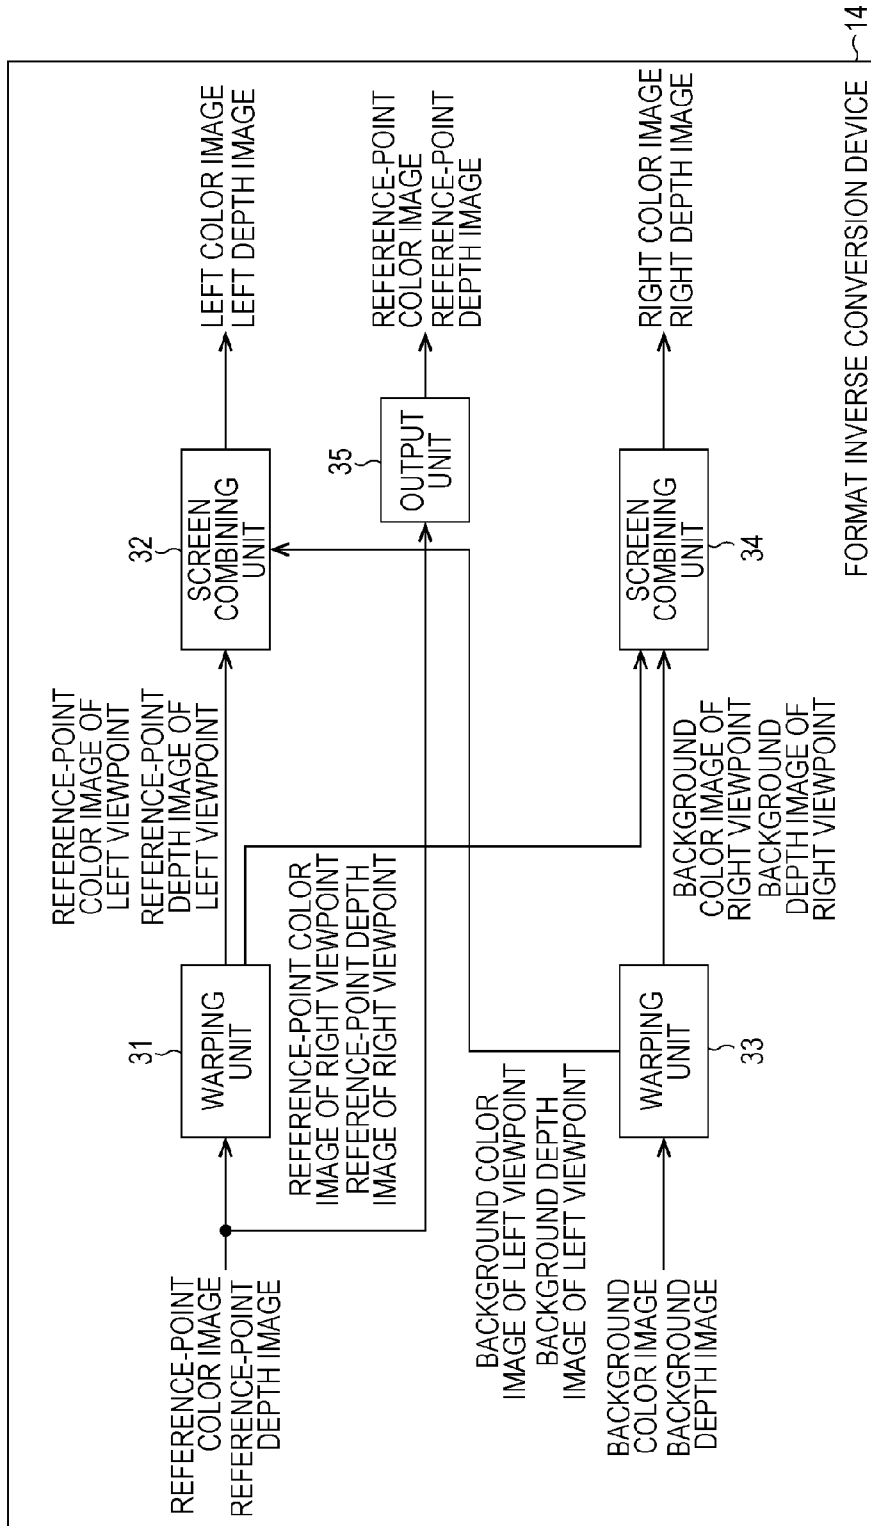 REFERENCE-POINT
COLOR IMAGE
REFERENCE-POINT
DEPTH IMAGE
31
WARPING
UNIT
REFERENCE-POINT
COLOR IMAGE OF
LEFT VIEWPOINT
REFERENCE-POINT
DEPTH IMAGE OF
LEFT VIEWPOINT
32
SCREEN
COMBINING
UNIT
LEFT COLOR IMAGE
LEFT DEPTH IMAGE
REFERENCE-POINT COLOR
IMAGE OF RIGHT VIEWPOINT
REFERENCE-POINT DEPTH
IMAGE OF RIGHT VIEWPOINT
35
OUTPUT
UNIT
REFERENCE-POINT
COLOR IMAGE
REFERENCE-POINT
DEPTH IMAGE
BACKGROUND COLOR
IMAGE OF LEFT VIEWPOINT
BACKGROUND DEPTH
IMAGE OF LEFT VIEWPOINT
BACKGROUND
COLOR IMAGE
BACKGROUND
DEPTH IMAGE
WARPING
UNIT
33
BACKGROUND
COLOR IMAGE OF
RIGHT VIEWPOINT
BACKGROUND
DEPTH IMAGE OF
RIGHT VIEWPOINT
SCREEN
COMBINING
UNIT
34
RIGHT COLOR IMAGE
RIGHT DEPTH IMAGE
FORMAT INVERSE CONVERSION DEVICE
14